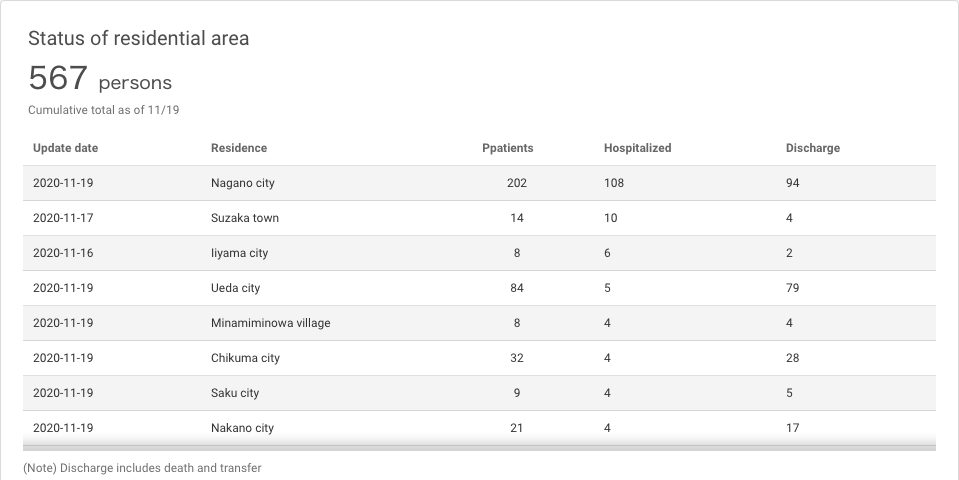 Status of residential area
567 persons
Cumulative total as of 11/19
Update date Residence Ppatients Hospitalized Discharge
2020-11-19 Nagano city 202 108 94
2020-11-17 Suzaka town 14 10 4
2020-11-16 Iiyama city 8 6 2
2020-11-19 Ueda city 84 5 79
2020-11-19 Minamiminowa village 8 4 4
2020-11-19 Chikuma city 32 4 28
2020-11-19 Saku city 9 4 5
2020-11-19 Nakano city 21 4 17
(Note) Discharge includes death and transfer